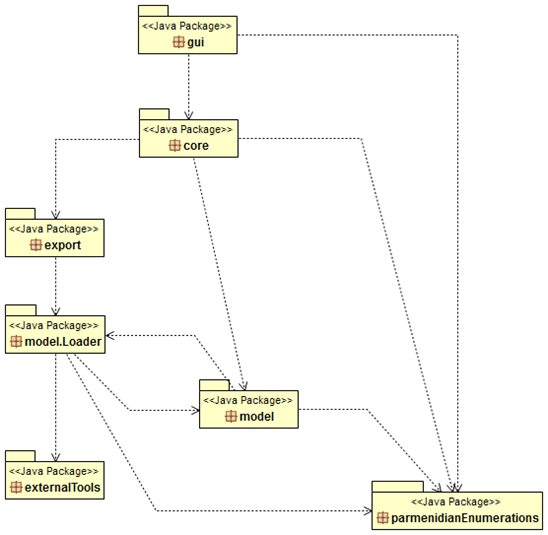 <<Java Package>>
gui
<<Java Package>>
core
<<Java Package>>
export
<<Java Package>>
model.Loader
<<Java Package>>
model
<<Java Package>>
externalTools
<<Java Package>>
parmenidianEnumerations